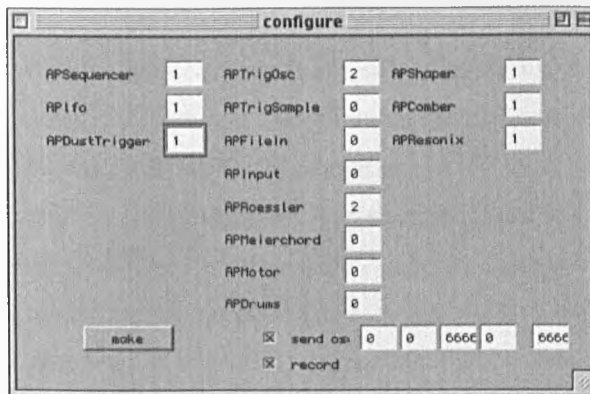 configure
APSequencer 1 APTrigOsc 2 APShaper 1
APlfo 1 APTrigSample 0 APComber 1
APDustTrigger 1 APFileIn 0 APResonix 1
APInput 0
APRoessler 2
APMeierchord 0
APMotor 0
APDrums 0
make send os 0 0 6666 0 6666
record